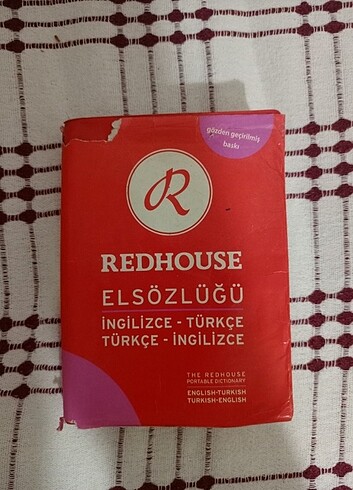 gözden geçirilmiş
baskı
R
REDHOUSE
ELSÖZLÜĞÜ
İNGİLİZCE - TÜRKÇE
TÜRKÇE - İNGİLİZCE
THE REDHOUSE
PORTABLE DICTIONARY
ENGLISH-TURKISH
TURKISH-ENGLISH